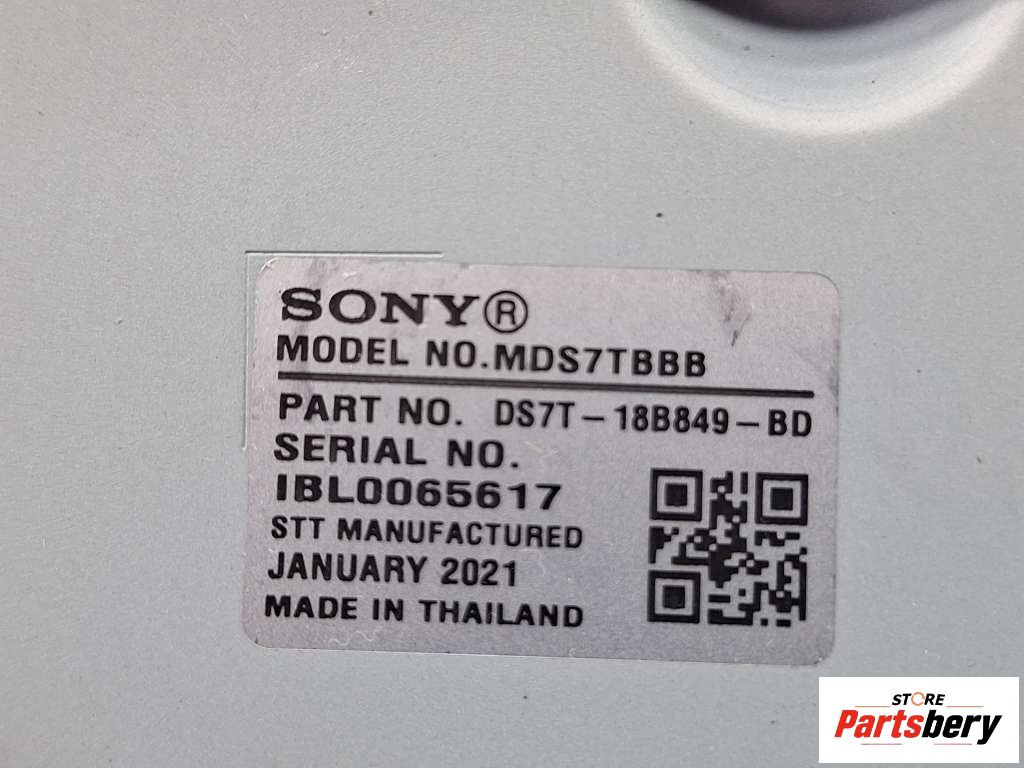 SONY®
MODEL NO.MDS7TBBB
PART NO. DS7T-18B849-BD
SERIAL NO.
IBL0065617
STT MANUFACTURED
JANUARY 2021
MADE IN THAILAND
STORE
Partsbery